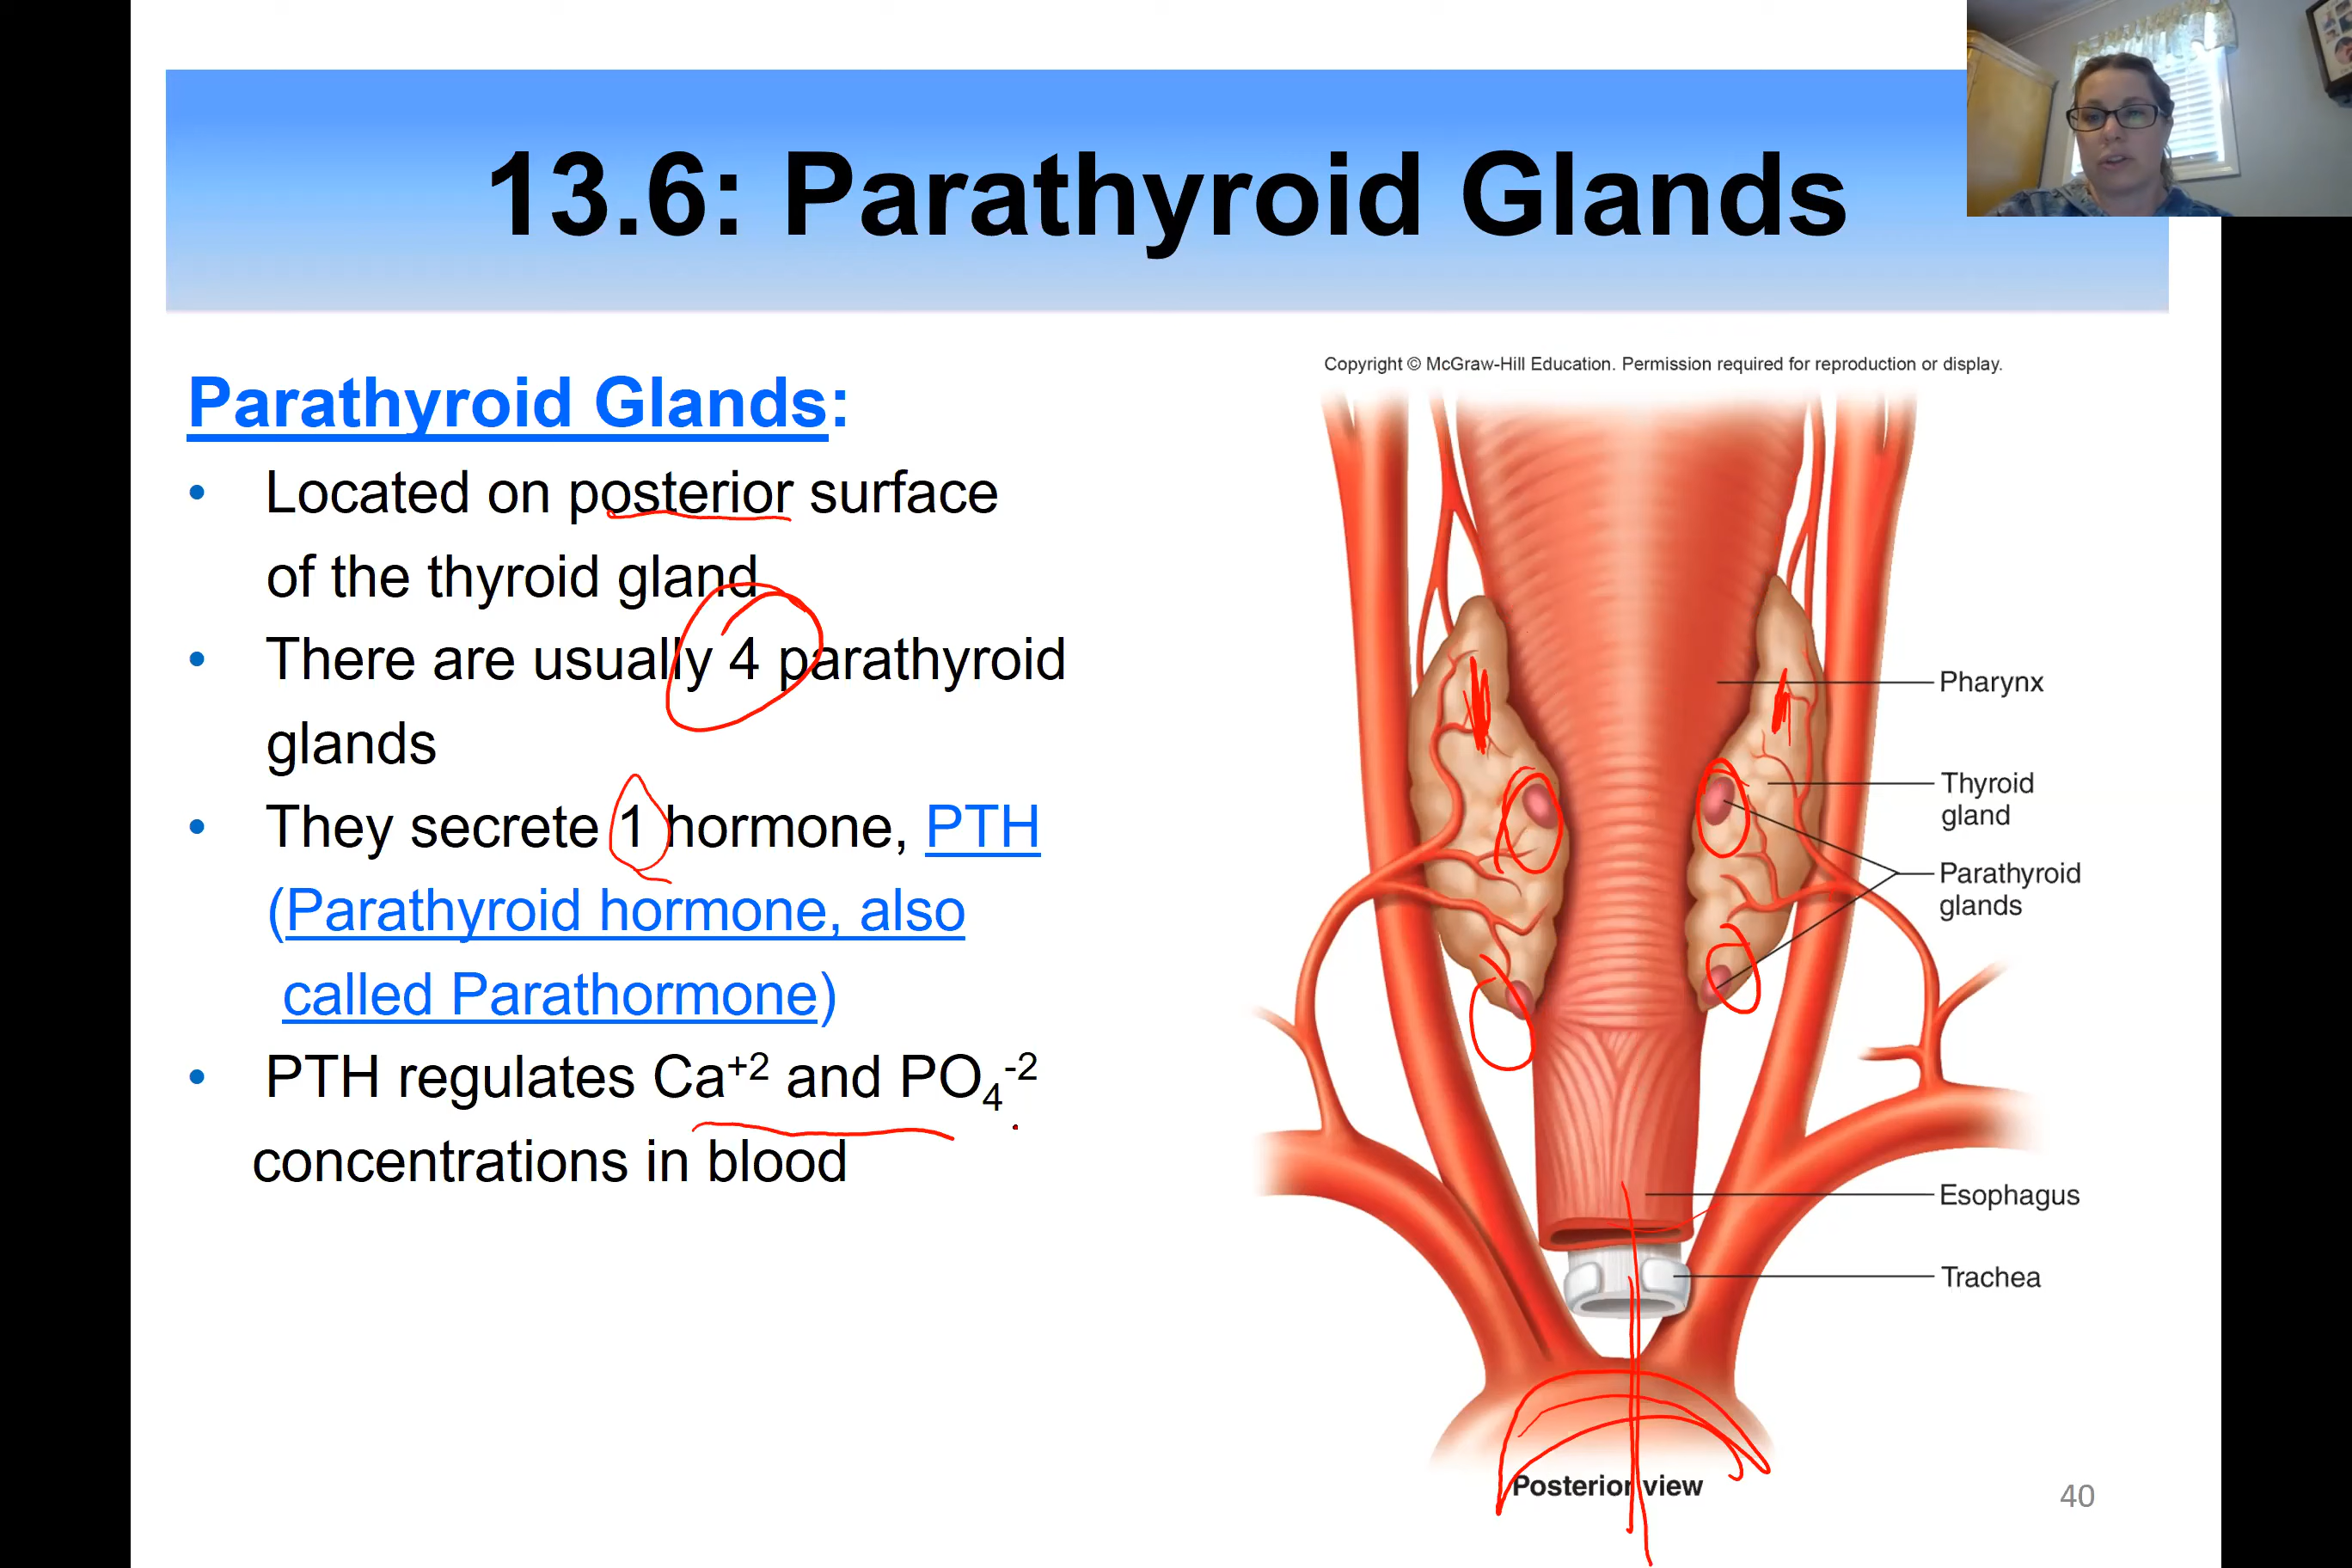 13.6: Parathyroid Glands
Parathyroid Glands:
• Located on posterior surface
of the thyroid gland
• There are usually 4 parathyroid
glands
• They secrete 1 hormone, PTH
(Parathyroid hormone, also
called Parathormone)
• PTH regulates Ca⁺² and PO₄⁻²
concentrations in blood
Copyright © McGraw-Hill Education. Permission required for reproduction or display.
Pharynx
Thyroid
gland
Parathyroid
glands
Esophagus
Trachea
Posterior view
40